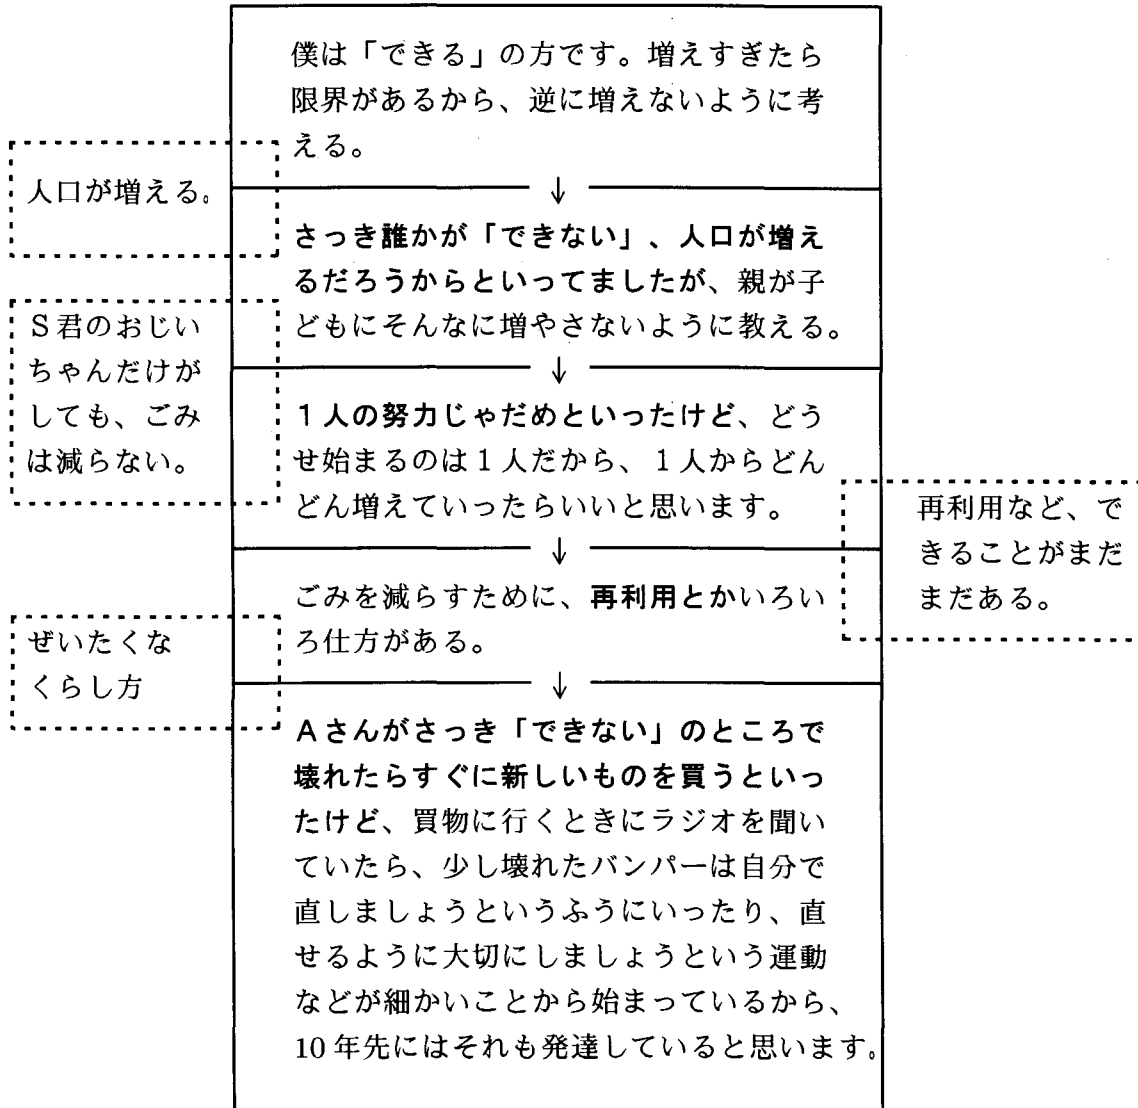 僕は「できる」の方です。増えすぎたら
限界があるから、逆に増えないように考
える。
人口が増える。
↓
さっき誰かが「できない」、人口が増え
るだろうからといってましたが、親が子
どもにそんなに増やさないように教える。
S君のおじい
ちゃんだけが
しても、ごみ
は減らない。
↓
1人の努力じゃだめといったけど、どう
せ始まるのは1人だから、1人からどん
どん増えていったらいいと思います。
再利用など、で
きることがまだ
まだある。
↓
ごみを減らすために、再利用とかいろい
ろ仕方がある。
ぜいたくな
くらし方
↓
Aさんがさっき「できない」のところで
壊れたらすぐに新しいものを買うといっ
たけど、買物に行くときにラジオを聞い
ていたら、少し壊れたバンパーは自分で
直しましょうというふうにいったり、直
せるように大切にしましょうという運動
などが細かいことから始まっているから、
10年先にはそれも発達していると思います。